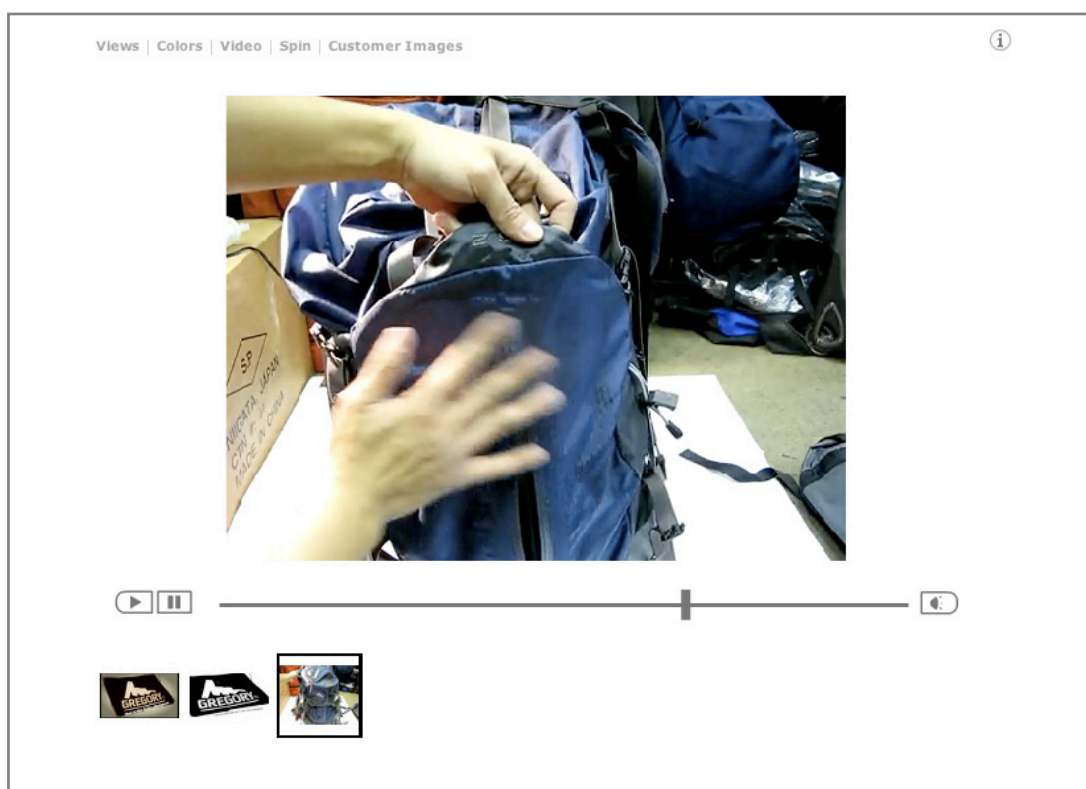 Views | Colors | Video | Spin | Customer Images
i
S.P
NIIGATA, JAPAN
MADE IN CHINA
GREGORY
GREGORY